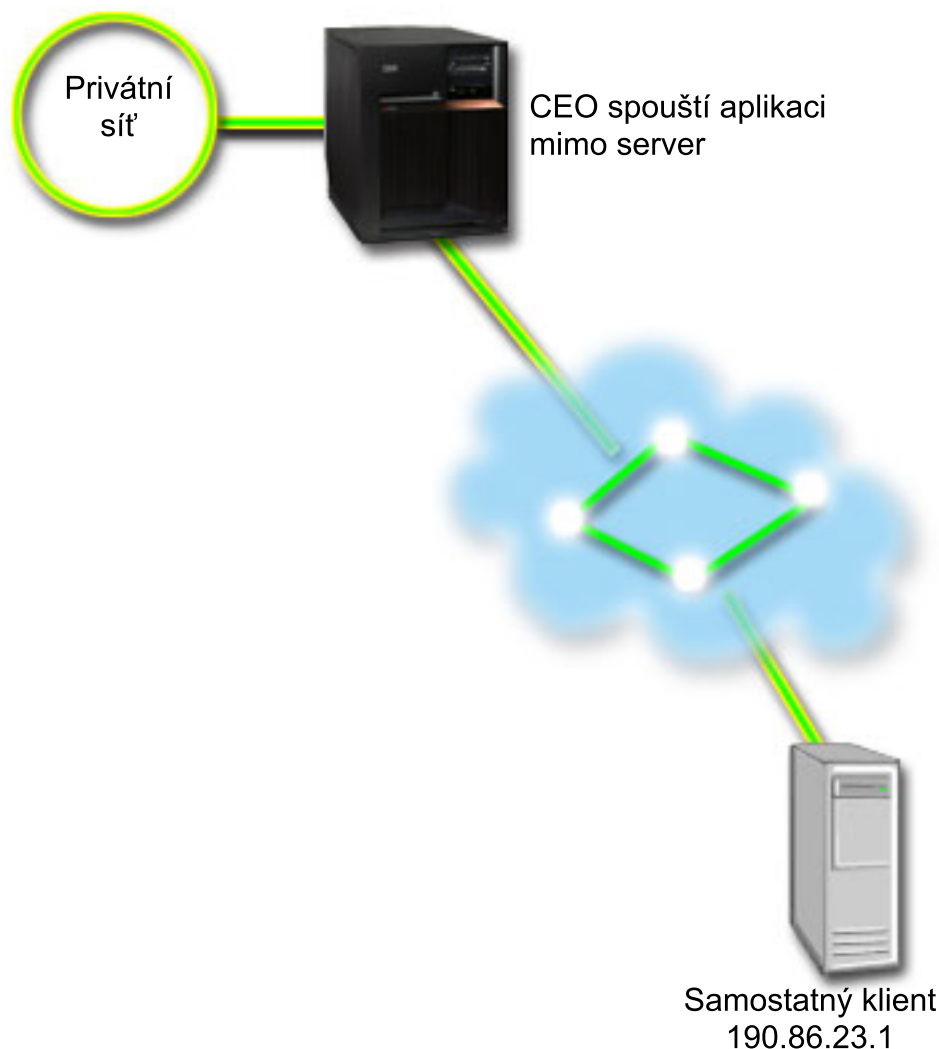 Privátní
síť
CEO spouští aplikaci
mimo server
Samostatný klient
190.86.23.1